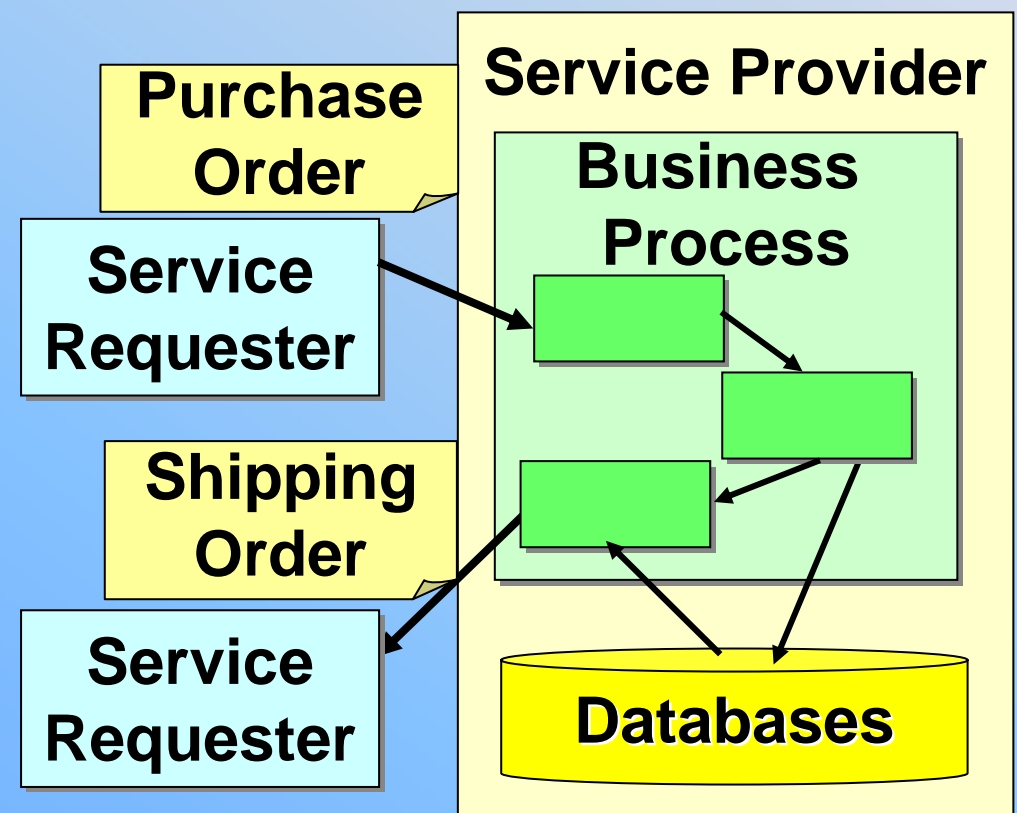 Purchase
Order
Service
Requester
Shipping
Order
Service
Requester
Service Provider
Business
Process
Databases